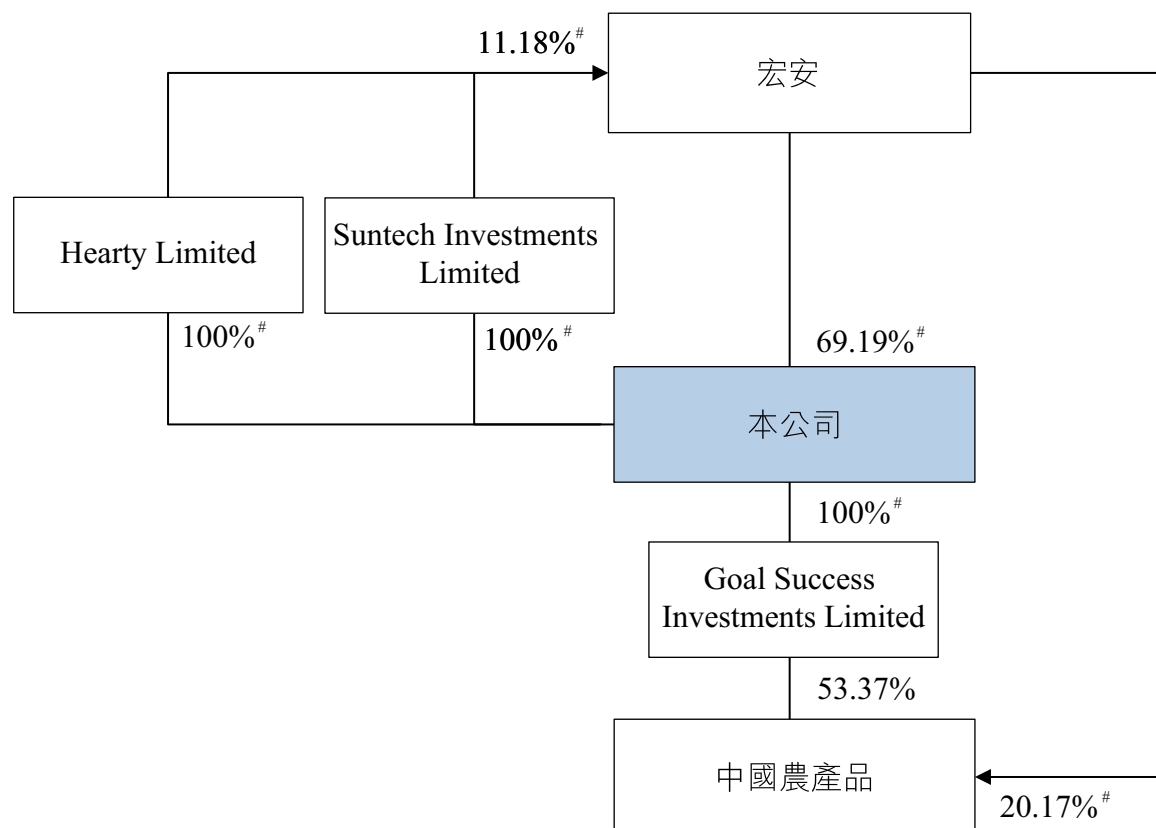 11.18%#
宏安
Hearty Limited
Suntech Investments
Limited
100%#
100%#
69.19%#
本公司
100%#
Goal Success
Investments Limited
53.37%
中國農產品
20.17%#